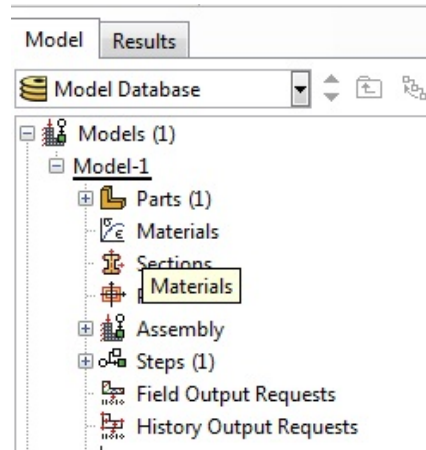 Model Results
Model Database
Models (1)
Model-1
Parts (1)
Materials
Sections
Materials
Assembly
Steps (1)
Field Output Requests
History Output Requests